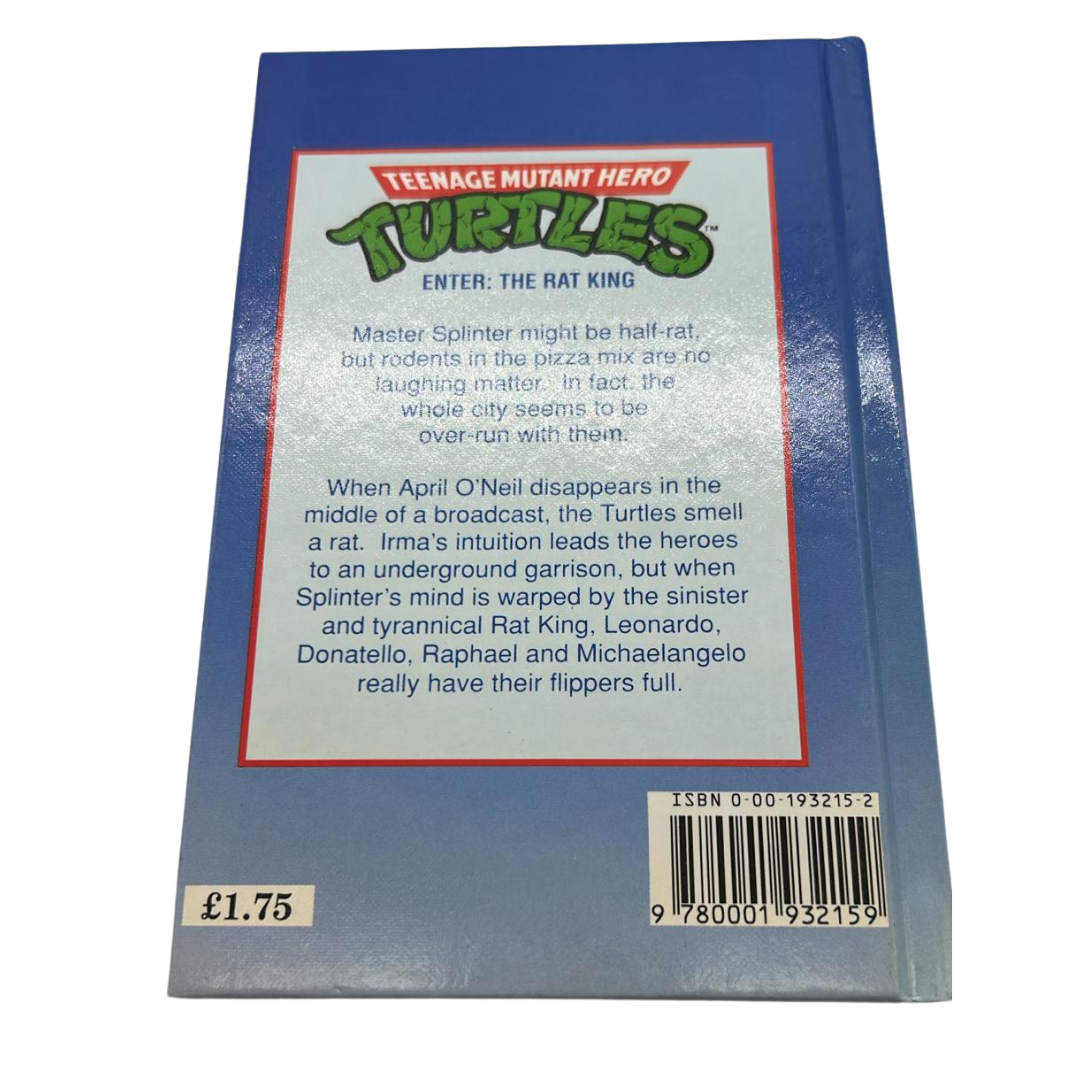 TEENAGE MUTANT HERO
TURTLES™
ENTER: THE RAT KING
Master Splinter might be half-rat,
but rodents in the pizza mix are no
laughing matter. In fact, the
whole city seems to be
over-run with them.
When April O'Neil disappears in the
middle of a broadcast, the Turtles smell
a rat. Irma's intuition leads the heroes
to an underground garrison, but when
Splinter's mind is warped by the sinister
and tyrannical Rat King, Leonardo,
Donatello, Raphael and Michaelangelo
really have their flippers full.
ISBN 0-00-193215-2
9 780001 932159
£1.75